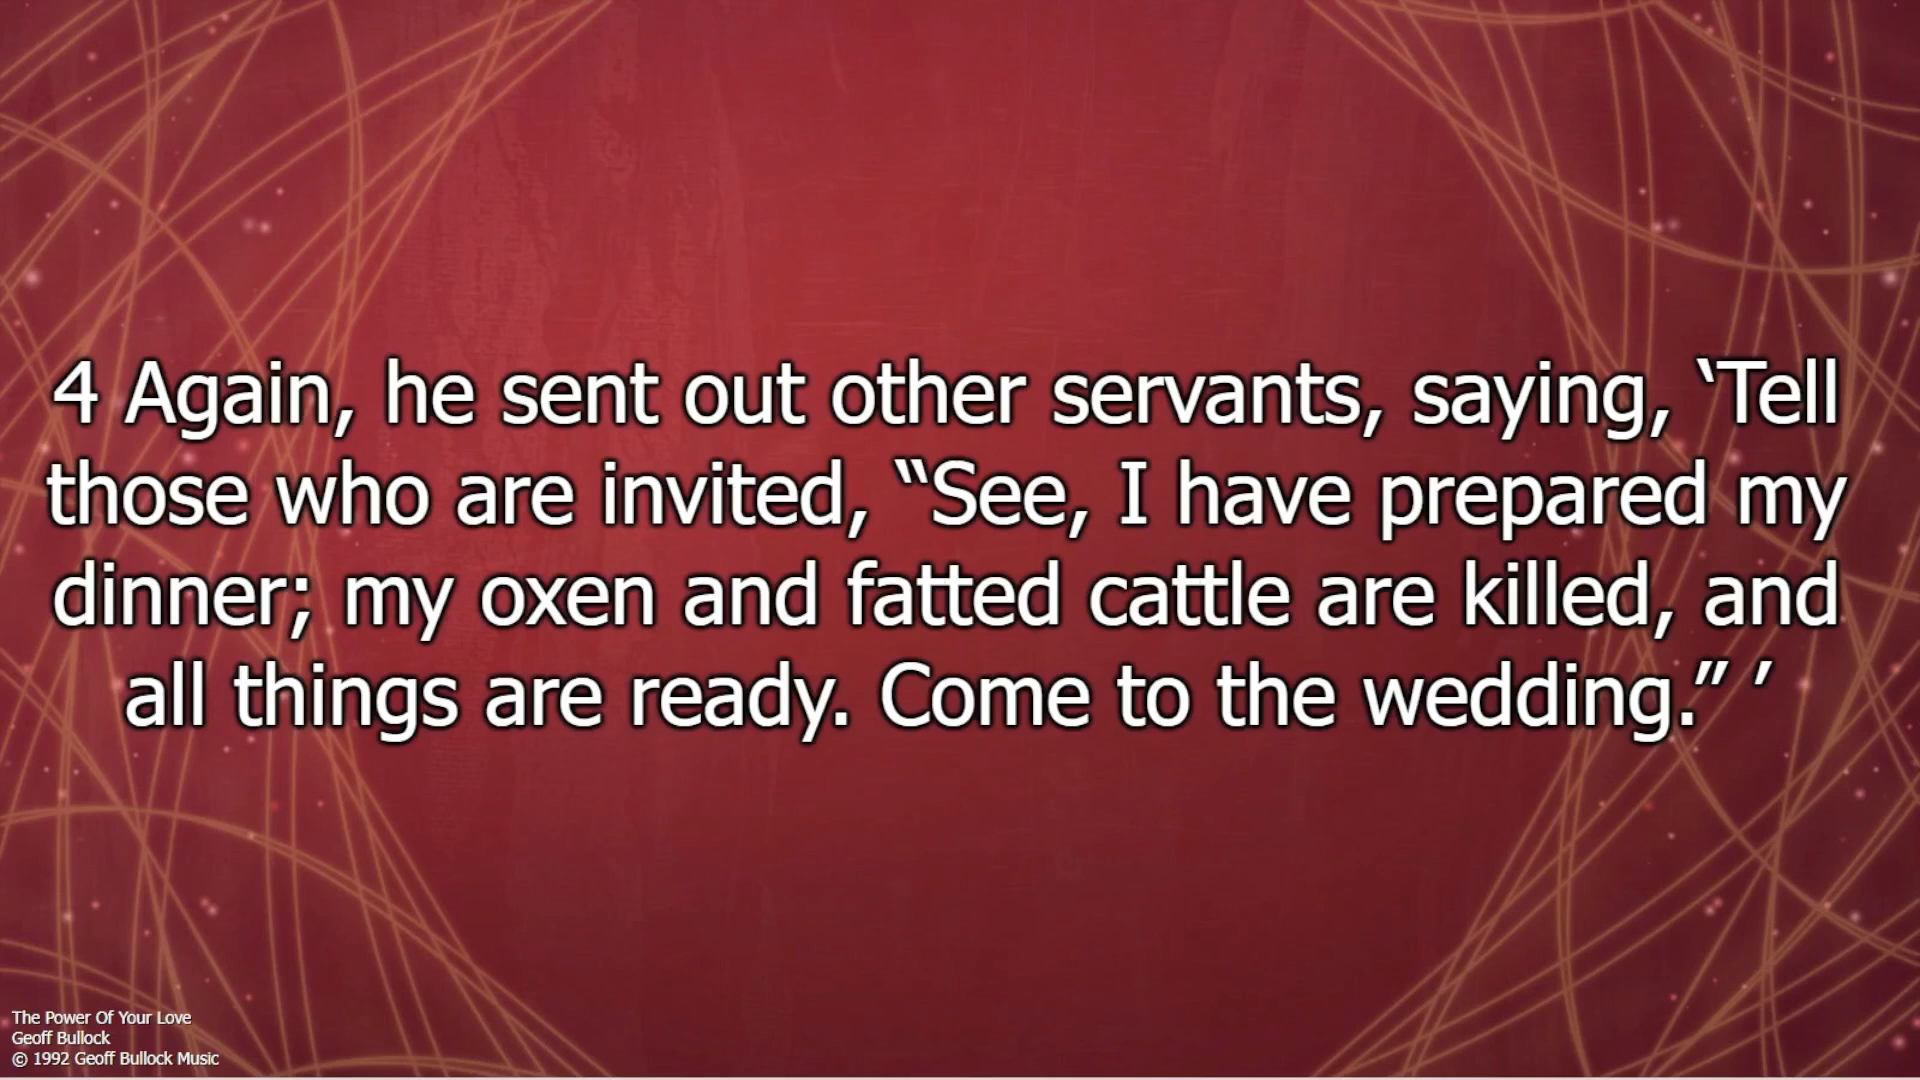 4 Again, he sent out other servants, saying, ‘Tell
those who are invited, “See, I have prepared my
dinner; my oxen and fatted cattle are killed, and
all things are ready. Come to the wedding.” ’
The Power Of Your Love
Geoff Bullock
© 1992 Geoff Bullock Music